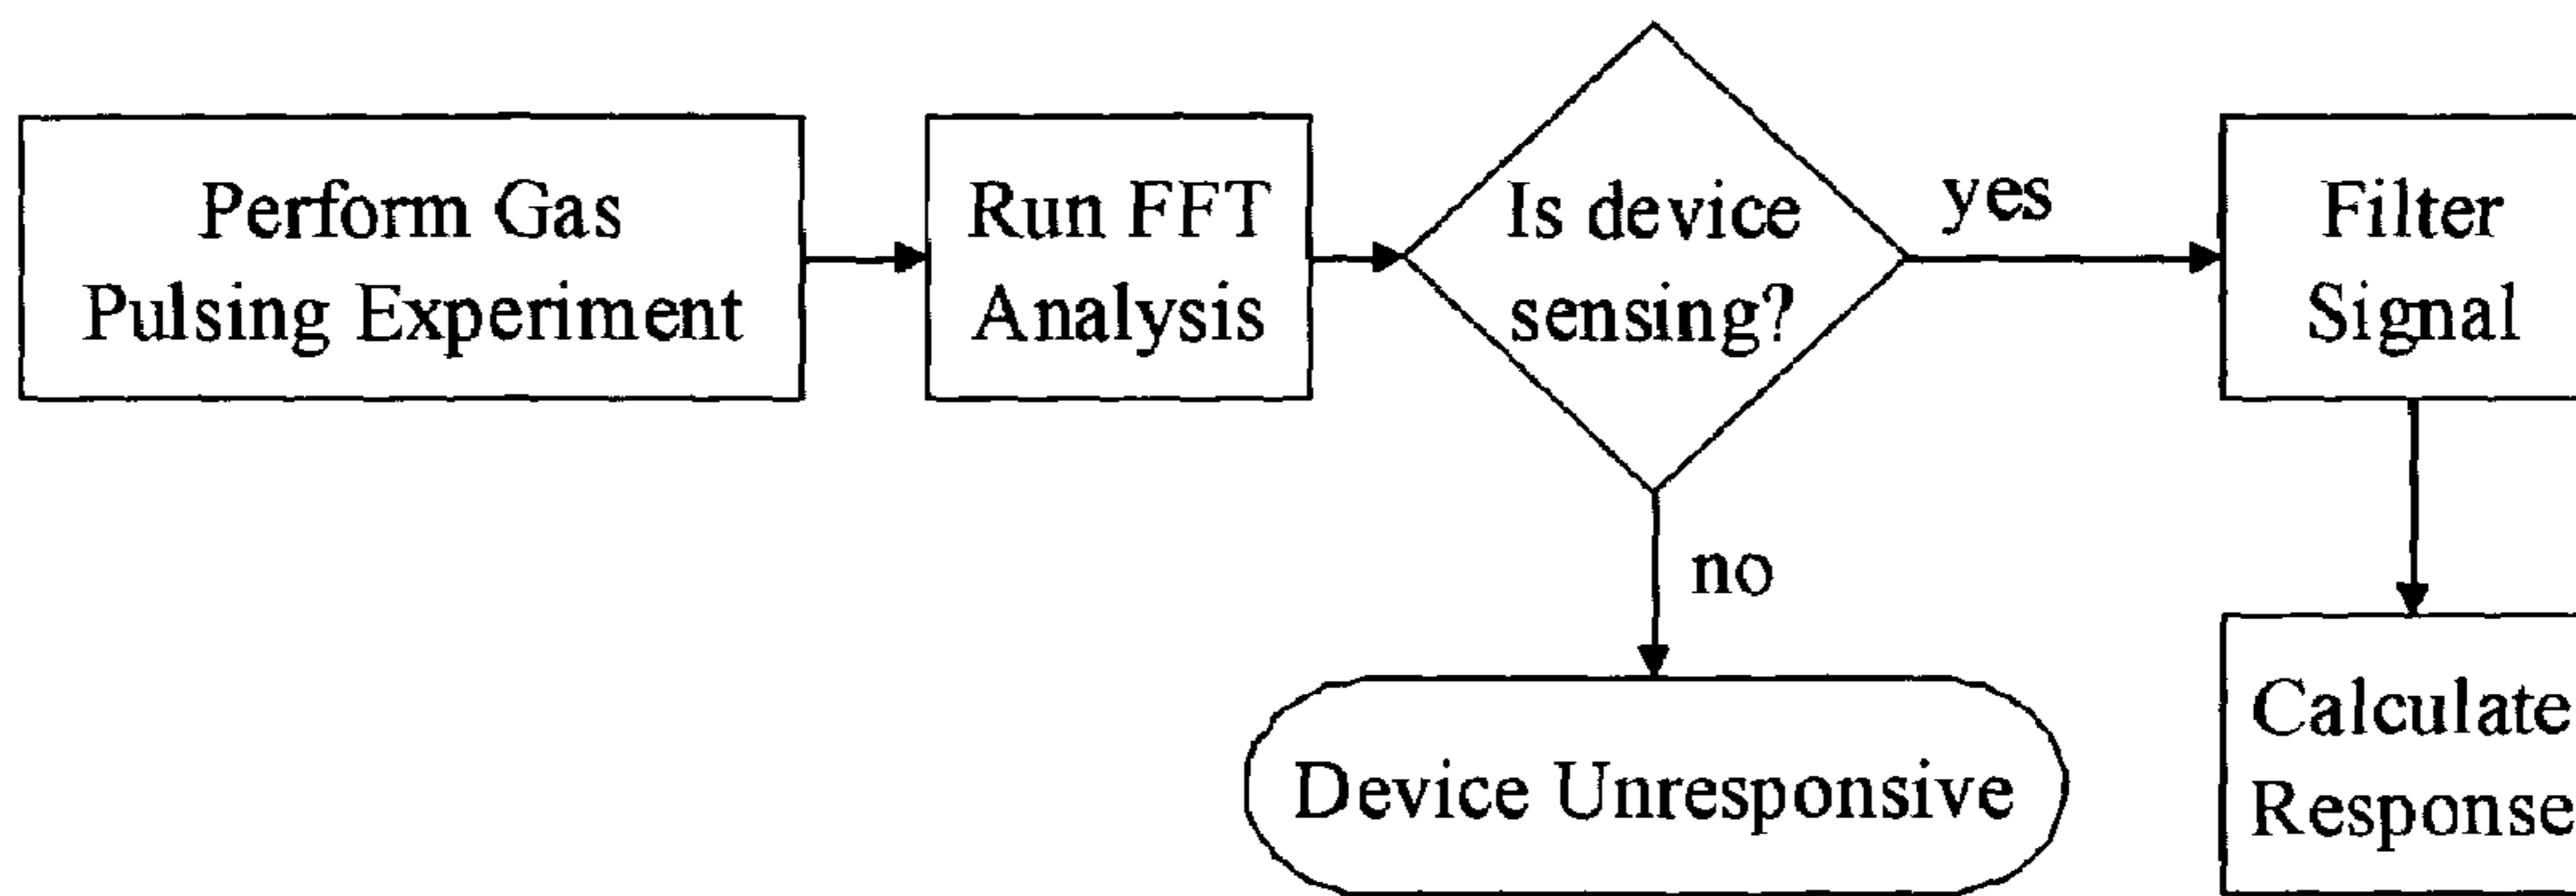 Perform Gas
Pulsing Experiment
Run FFT
Analysis
Is device
sensing?
yes
Filter
Signal
no
Device Unresponsive
Calculate
Response